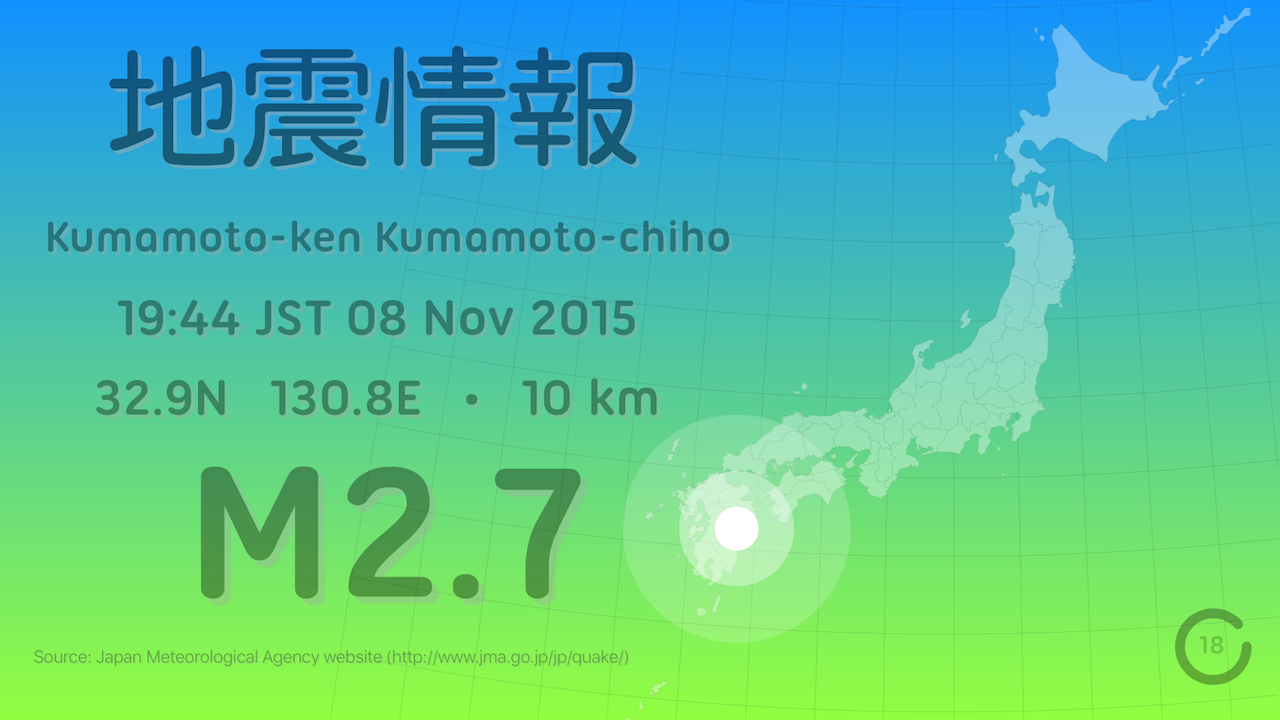 地震情報
Kumamoto-ken Kumamoto-chiho
19:44 JST 08 Nov 2015
32.9N 130.8E • 10 km
M2.7
Source: Japan Meteorological Agency website (http://www.jma.go.jp/jp/quake/)
18